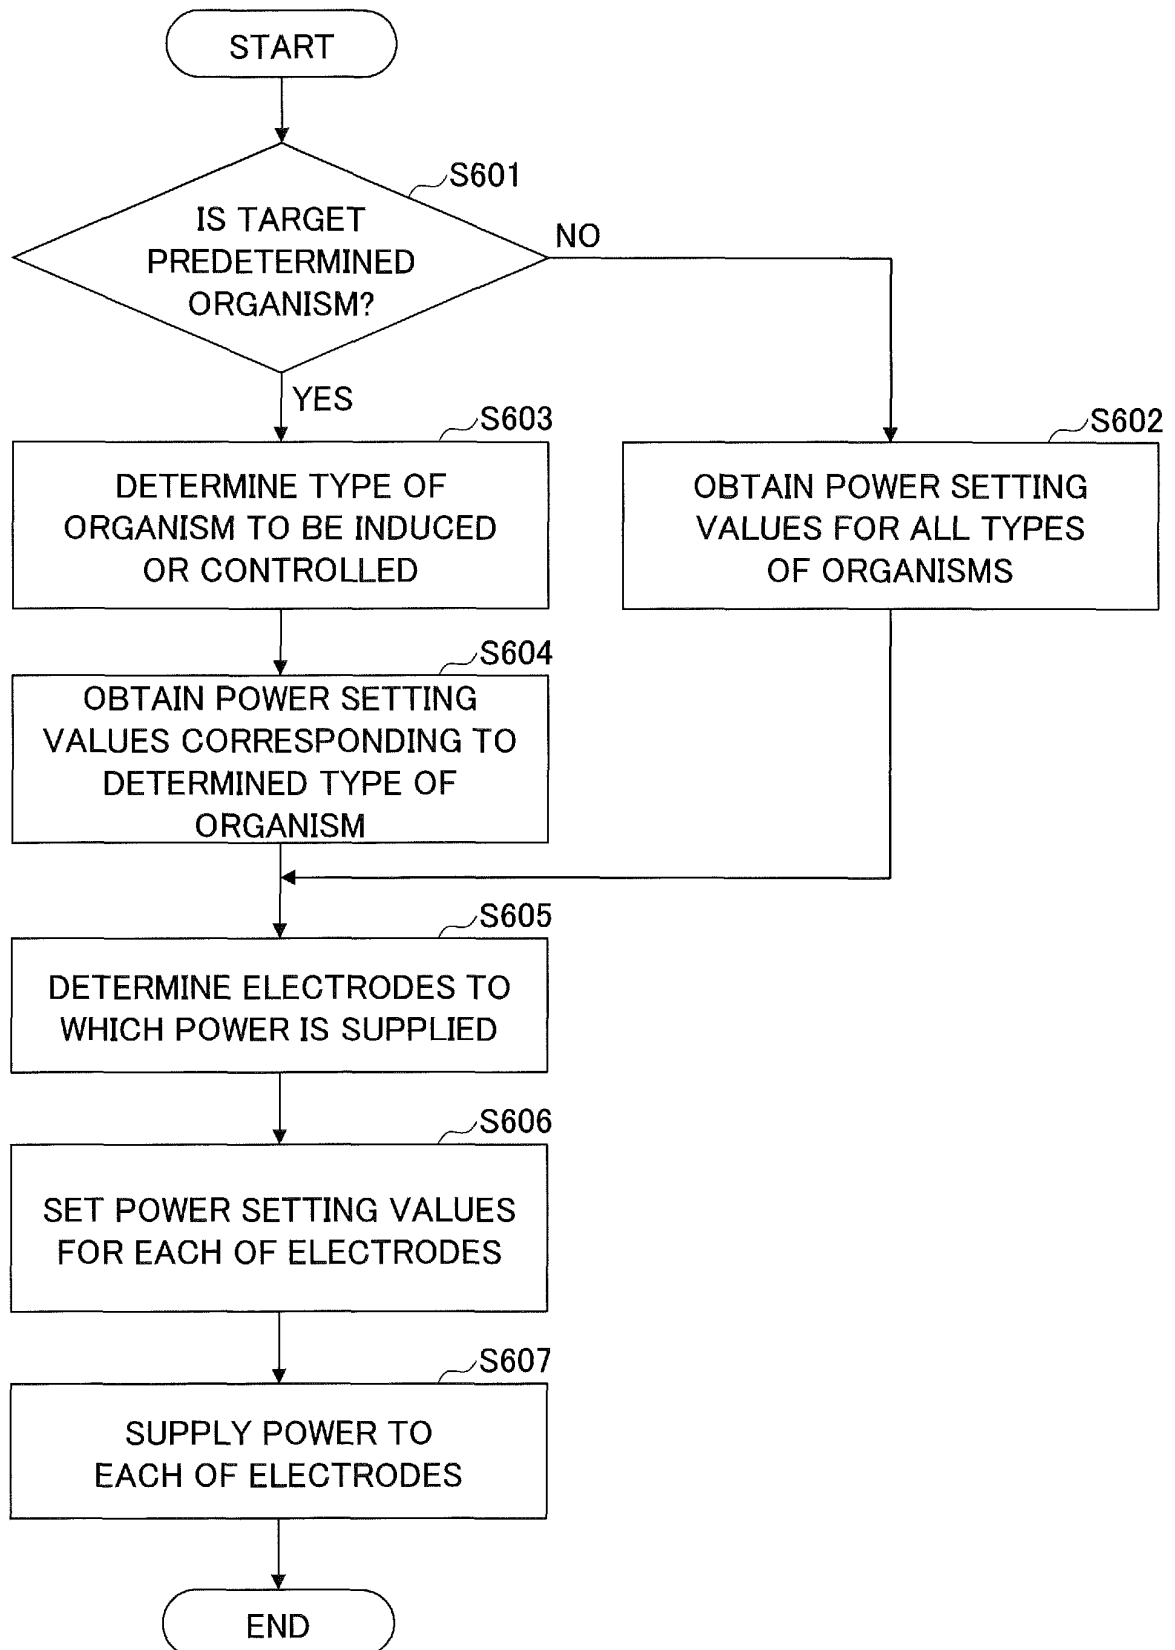 START
S601
IS TARGET
PREDETERMINED
ORGANISM?
NO
YES
S603
DETERMINE TYPE OF
ORGANISM TO BE INDUCED
OR CONTROLLED
S602
OBTAIN POWER SETTING
VALUES FOR ALL TYPES
OF ORGANISMS
S604
OBTAIN POWER SETTING
VALUES CORRESPONDING TO
DETERMINED TYPE OF
ORGANISM
S605
DETERMINE ELECTRODES TO
WHICH POWER IS SUPPLIED
S606
SET POWER SETTING VALUES
FOR EACH OF ELECTRODES
S607
SUPPLY POWER TO
EACH OF ELECTRODES
END